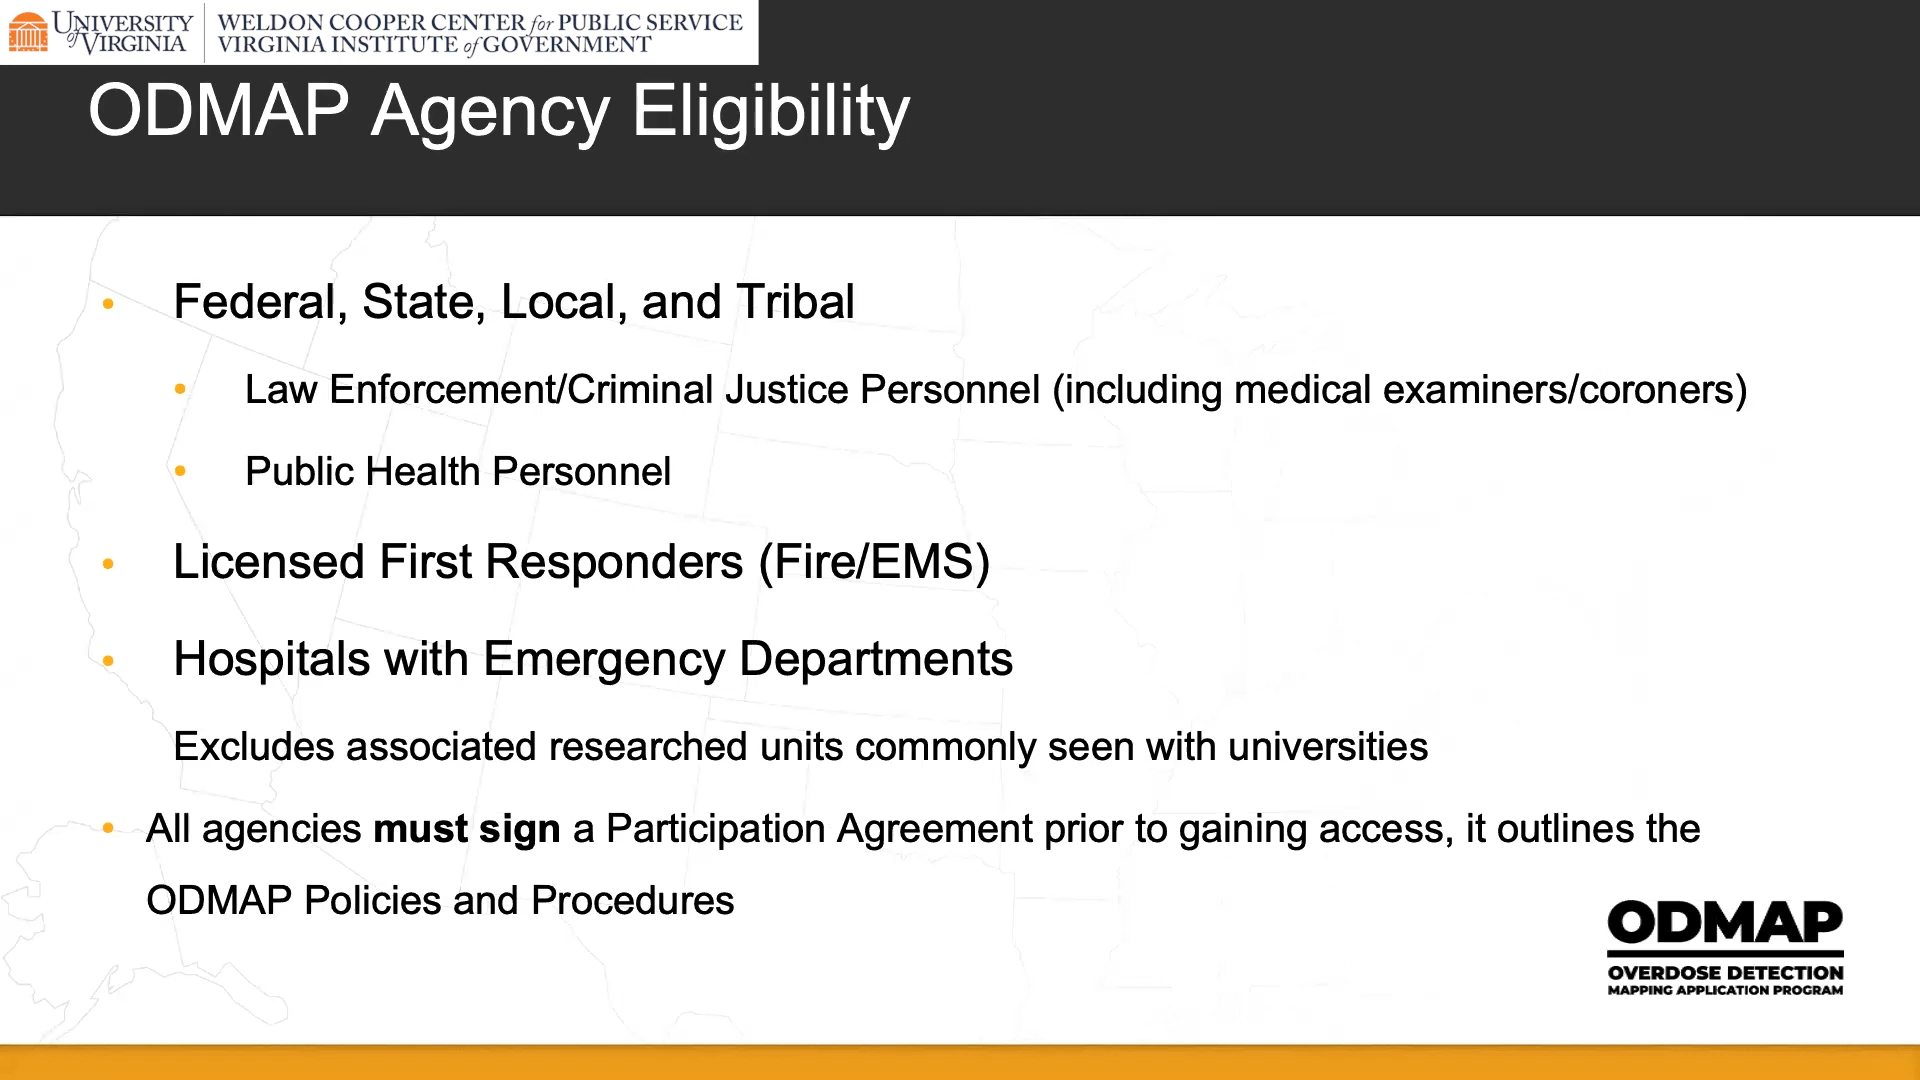 UNIVERSITY of VIRGINIA
WELDON COOPER CENTER for PUBLIC SERVICE
VIRGINIA INSTITUTE of GOVERNMENT
ODMAP Agency Eligibility
• Federal, State, Local, and Tribal
• Law Enforcement/Criminal Justice Personnel (including medical examiners/coroners)
• Public Health Personnel
• Licensed First Responders (Fire/EMS)
• Hospitals with Emergency Departments
Excludes associated researched units commonly seen with universities
• All agencies must sign a Participation Agreement prior to gaining access, it outlines the
ODMAP Policies and Procedures
ODMAP
OVERDOSE DETECTION
MAPPING APPLICATION PROGRAM